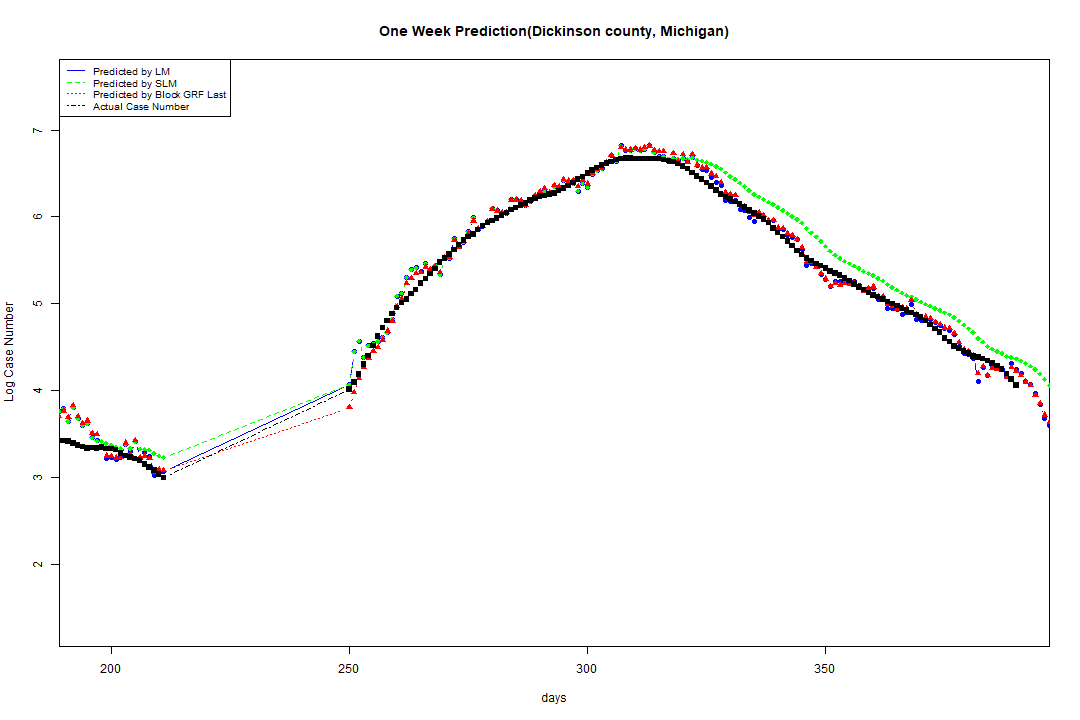 One Week Prediction(Dickinson county, Michigan)
Predicted by LM
Predicted by SLM
Predicted by Block GRF Last
Actual Case Number
7
6
5
4
3
2
Log Case Number
200 250 300 350
days